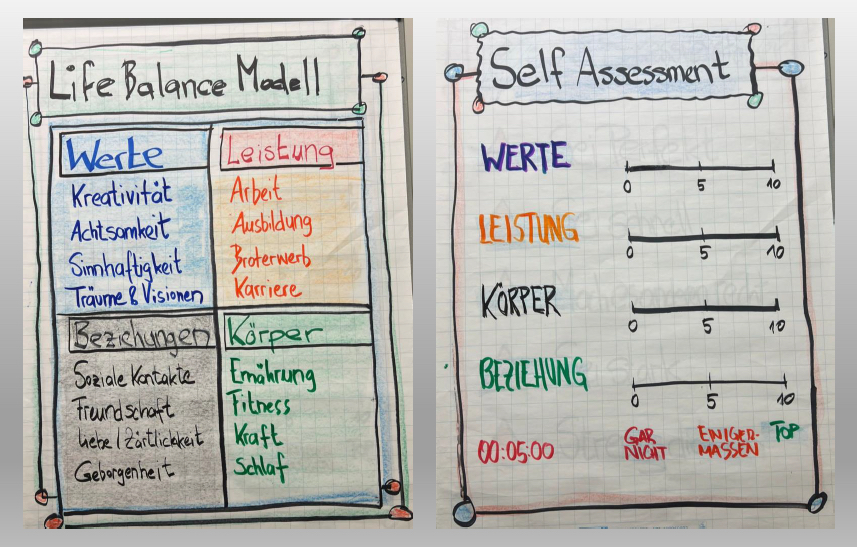 Life Balance Modell
Werte
Kreativität
Achtsamkeit
Sinnhaftigkeit
Träume & Visionen
Leistung
Arbeit
Ausbildung
Broterwerb
Karriere
Beziehungen
Soziale Kontakte
Freundschaft
Liebe / Zärtlichkeit
Geborgenheit
Körper
Ernährung
Fitness
Kraft
Schlaf
Self Assessment
WERTE
0 5 10
LEISTUNG
0 5 10
KÖRPER
0 5 10
BEZIEHUNG
0 5 10
00:05:00
GAR
NICHT
EINIGER-
MASSEN
TOP